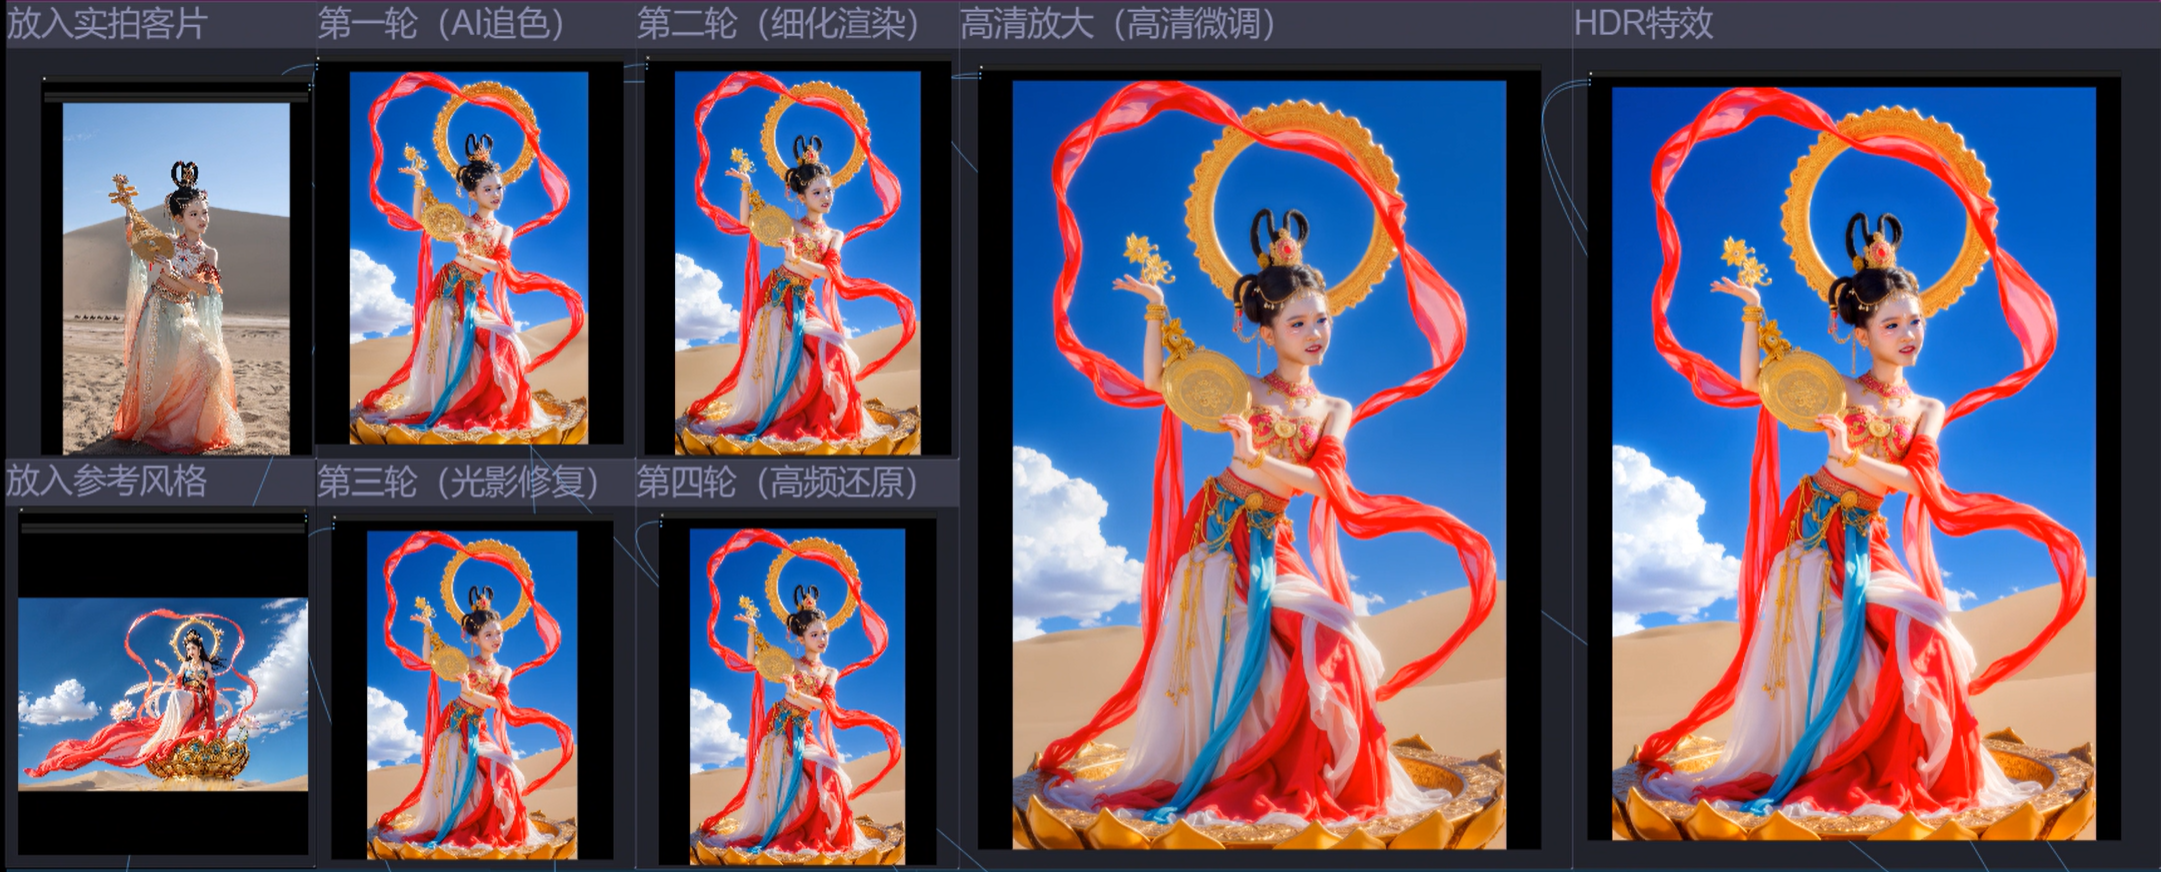 放入实拍客片
第一轮（AI追色）
第二轮（细化渲染）
高清放大（高清微调）
HDR特效
放入参考风格
第三轮（光影修复）
第四轮（高频还原）